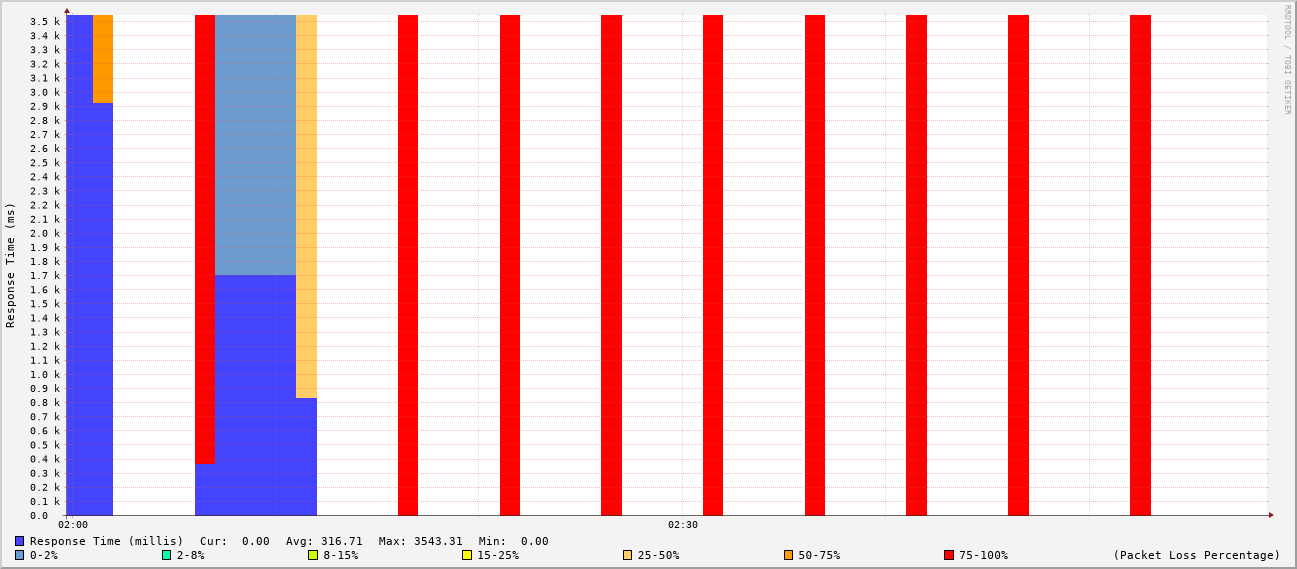 RRDTOOL / TOBI OETIKER
Response Time (ms)
3.5 k
3.4 k
3.3 k
3.2 k
3.1 k
3.0 k
2.9 k
2.8 k
2.7 k
2.6 k
2.5 k
2.4 k
2.3 k
2.2 k
2.1 k
2.0 k
1.9 k
1.8 k
1.7 k
1.6 k
1.5 k
1.4 k
1.3 k
1.2 k
1.1 k
1.0 k
0.9 k
0.8 k
0.7 k
0.6 k
0.5 k
0.4 k
0.3 k
0.2 k
0.1 k
0.0
02:00 02:30
Response Time (millis) Cur: 0.00 Avg: 316.71 Max: 3543.31 Min: 0.00
0-2% 2-8% 8-15% 15-25% 25-50% 50-75% 75-100% (Packet Loss Percentage)